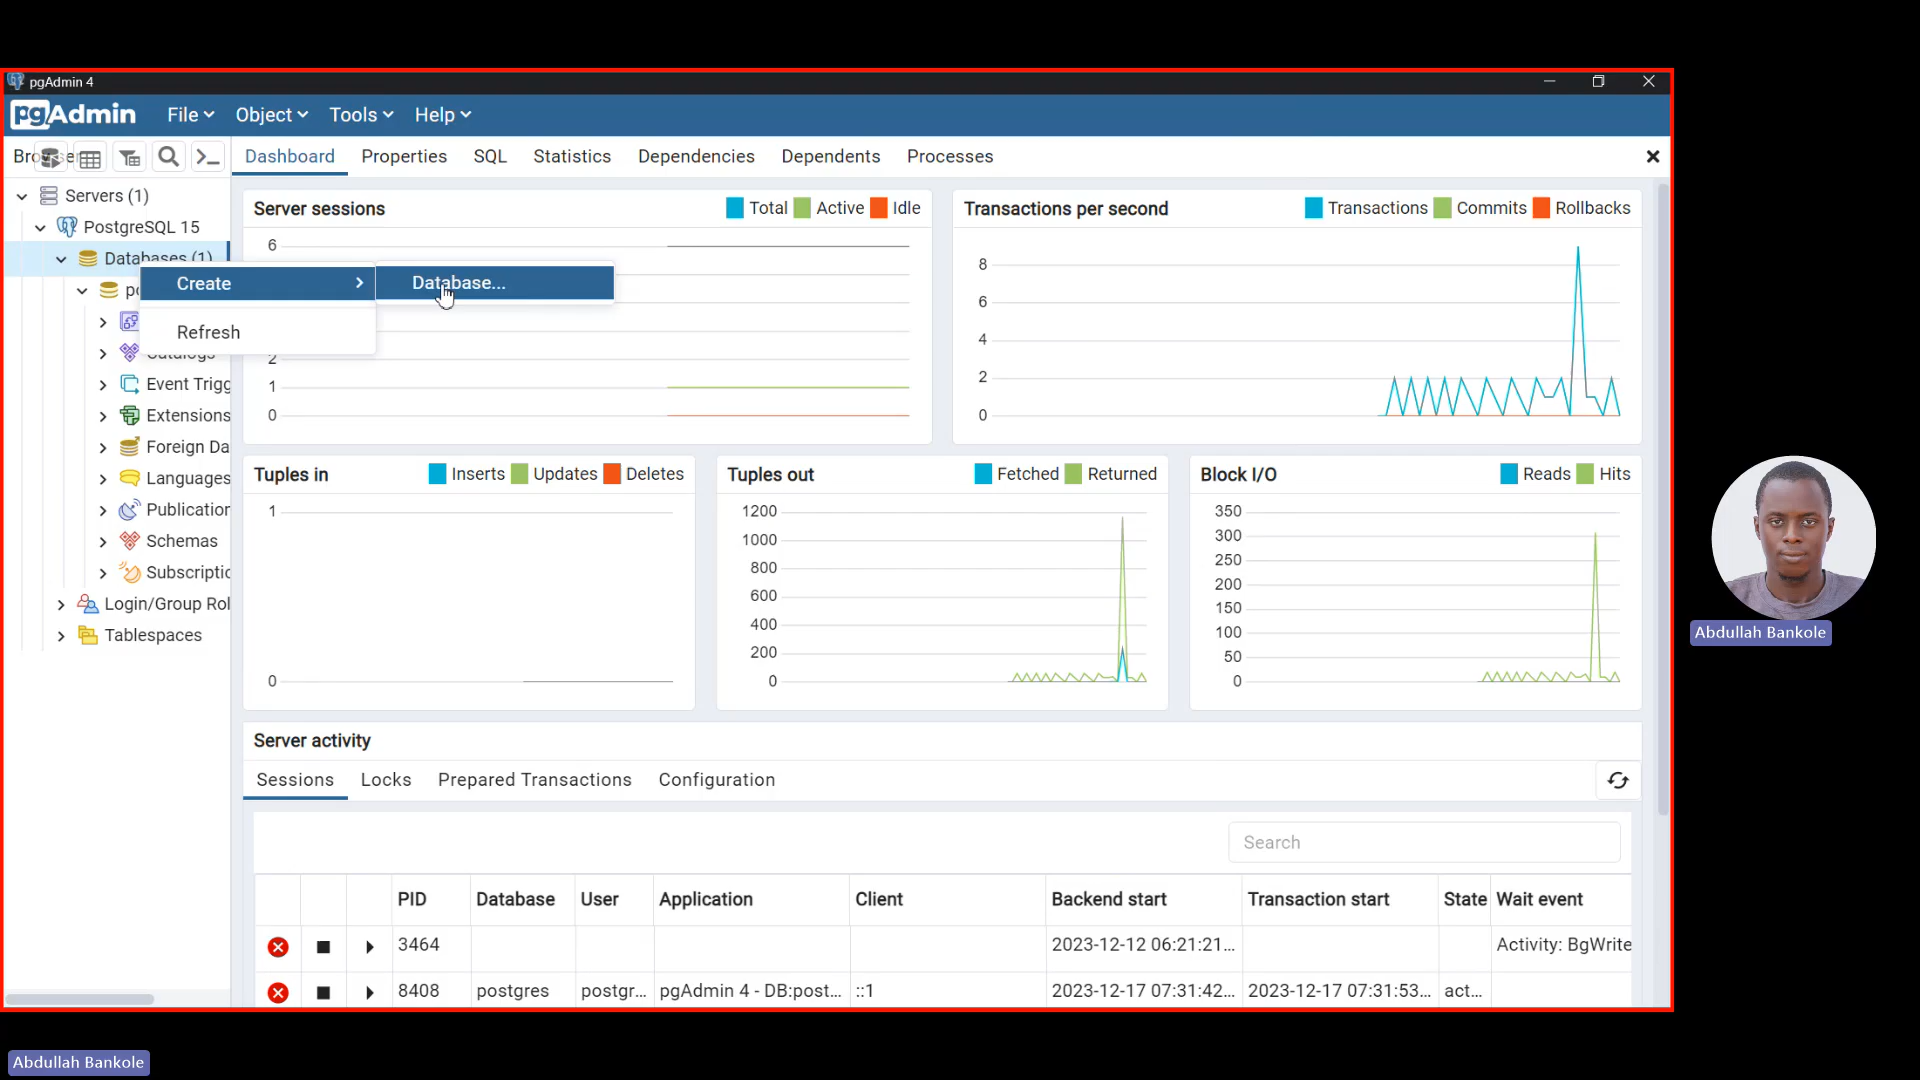 pgAdmin 4
pgAdmin File Object Tools Help
Dashboard Properties SQL Statistics Dependencies Dependents Processes
Servers (1)
PostgreSQL 15
Databases (1)
Create
Database...
Refresh
Catalogs
Event Trigg
Extensions
Foreign Da
Languages
Publication
Schemas
Subscriptio
Login/Group Rol
Tablespaces
Server sessions
Total Active Idle
6
2
1
0
Transactions per second
Transactions Commits Rollbacks
8
6
4
2
0
Tuples in
Inserts Updates Deletes
1
0
Tuples out
Fetched Returned
1200
1000
800
600
400
200
0
Block I/O
Reads Hits
350
300
250
200
150
100
50
0
Server activity
Sessions Locks Prepared Transactions Configuration
Search
PID Database User Application Client Backend start Transaction start State Wait event
3464 2023-12-12 06:21:21... Activity: BgWrite
8408 postgres postgr... pgAdmin 4 - DB:post... ::1 2023-12-17 07:31:42... 2023-12-17 07:31:53... act...
Abdullah Bankole
Abdullah Bankole